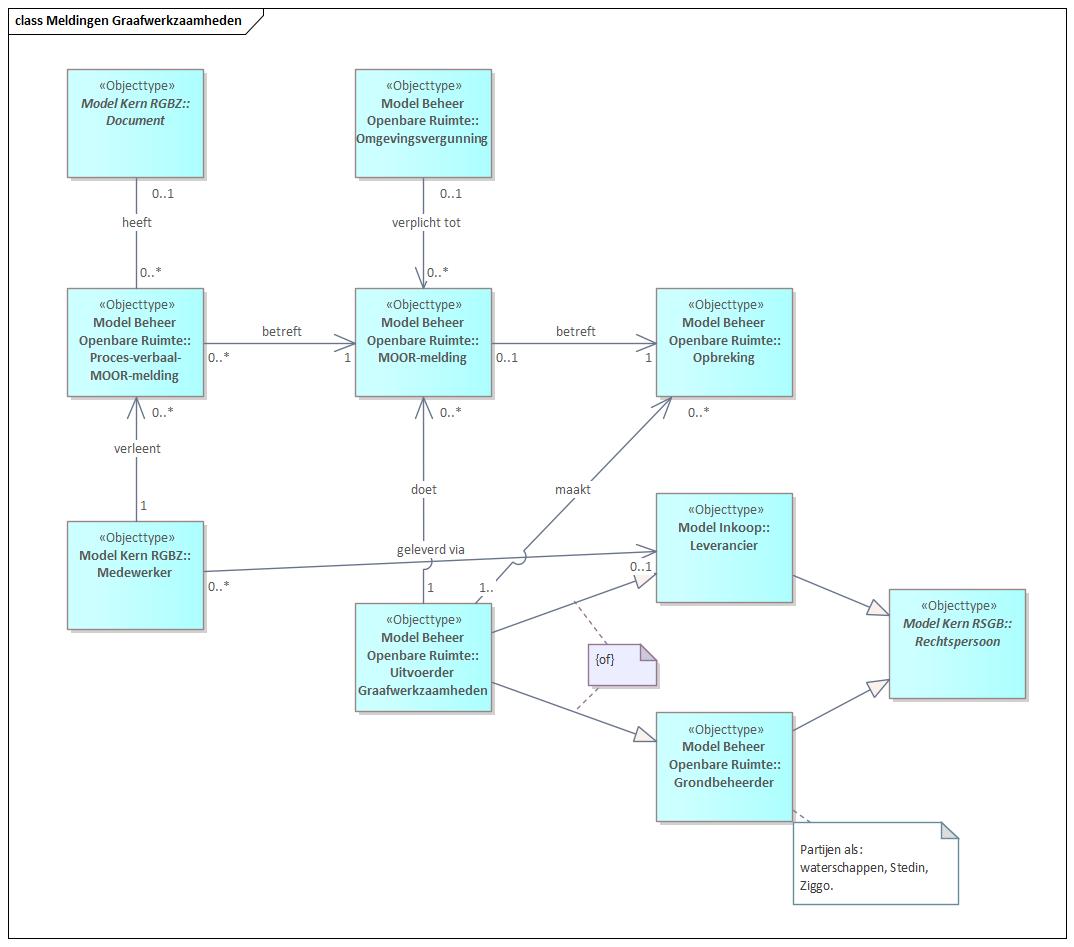 class Meldingen Graafwerkzaamheden
«Objecttype»
Model Kern RGBZ::
Document
«Objecttype»
Model Beheer
Openbare Ruimte::
Omgevingsvergunning
0..1
heeft
0..*
0..1
verplicht tot
0..*
«Objecttype»
Model Beheer
Openbare Ruimte::
Proces-verbaal-
MOOR-melding
betreft
0..*
1
«Objecttype»
Model Beheer
Openbare Ruimte::
MOOR-melding
betreft
0..1
1
«Objecttype»
Model Beheer
Openbare Ruimte::
Opbreking
0..*
verleent
1
0..*
doet
1
0..*
maakt
1..
«Objecttype»
Model Kern RGBZ::
Medewerker
geleverd via
0..*
0..1
«Objecttype»
Model Inkoop::
Leverancier
«Objecttype»
Model Beheer
Openbare Ruimte::
Uitvoerder
Graafwerkzaamheden
{of}
«Objecttype»
Model Kern RSGB::
Rechtspersoon
«Objecttype»
Model Beheer
Openbare Ruimte::
Grondbeheerder
Partijen als:
waterschappen, Stedin,
Ziggo.